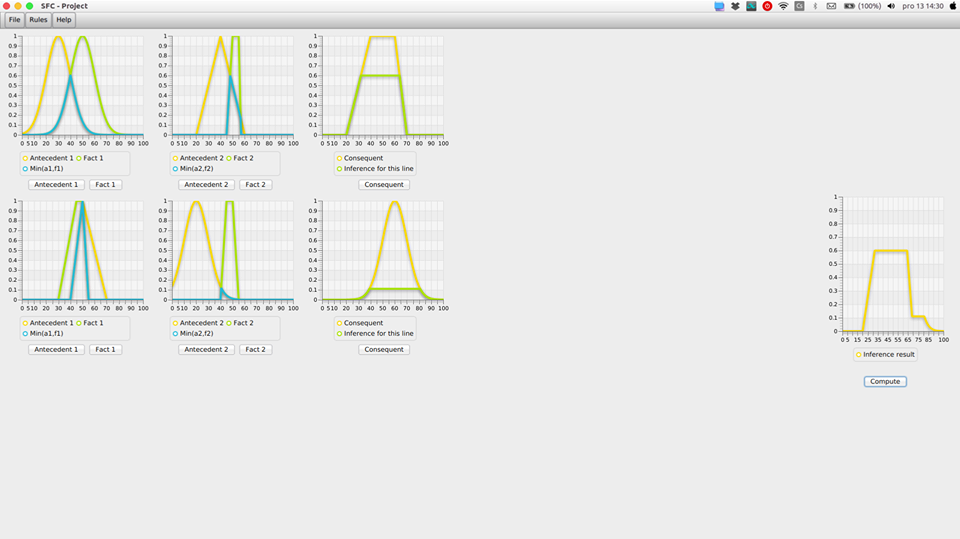 SFC - Project
(100%) pro 13 14:30
File Rules Help
1 1 1
0.9 0.9 0.9
0.8 0.8 0.8
0.7 0.7 0.7
0.6 0.6 0.6
0.5 0.5 0.5
0.4 0.4 0.4
0.3 0.3 0.3
0.2 0.2 0.2
0.1 0.1 0.1
0 0 0
0 5 10 20 30 40 50 60 70 80 90 100 0 5 10 20 30 40 50 60 70 80 90 100 0 5 10 20 30 40 50 60 70 80 90 100
Antecedent 1 Fact 1 Antecedent 2 Fact 2 Consequent
Min(a1,f1) Min(a2,f2) Inference for this line
Antecedent 1 Fact 1 Antecedent 2 Fact 2 Consequent
1 1 1
0.9 0.9 0.9
0.8 0.8 0.8
0.7 0.7 0.7
0.6 0.6 0.6
0.5 0.5 0.5
0.4 0.4 0.4
0.3 0.3 0.3
0.2 0.2 0.2
0.1 0.1 0.1
0 0 0
0 5 10 20 30 40 50 60 70 80 90 100 0 5 10 20 30 40 50 60 70 80 90 100 0 5 10 20 30 40 50 60 70 80 90 100
Antecedent 1 Fact 1 Antecedent 2 Fact 2 Consequent
Min(a1,f1) Min(a2,f2) Inference for this line
Antecedent 1 Fact 1 Antecedent 2 Fact 2 Consequent
1
0.9
0.8
0.7
0.6
0.5
0.4
0.3
0.2
0.1
0
0 5 15 25 35 45 55 65 75 85 100
Inference result
Compute